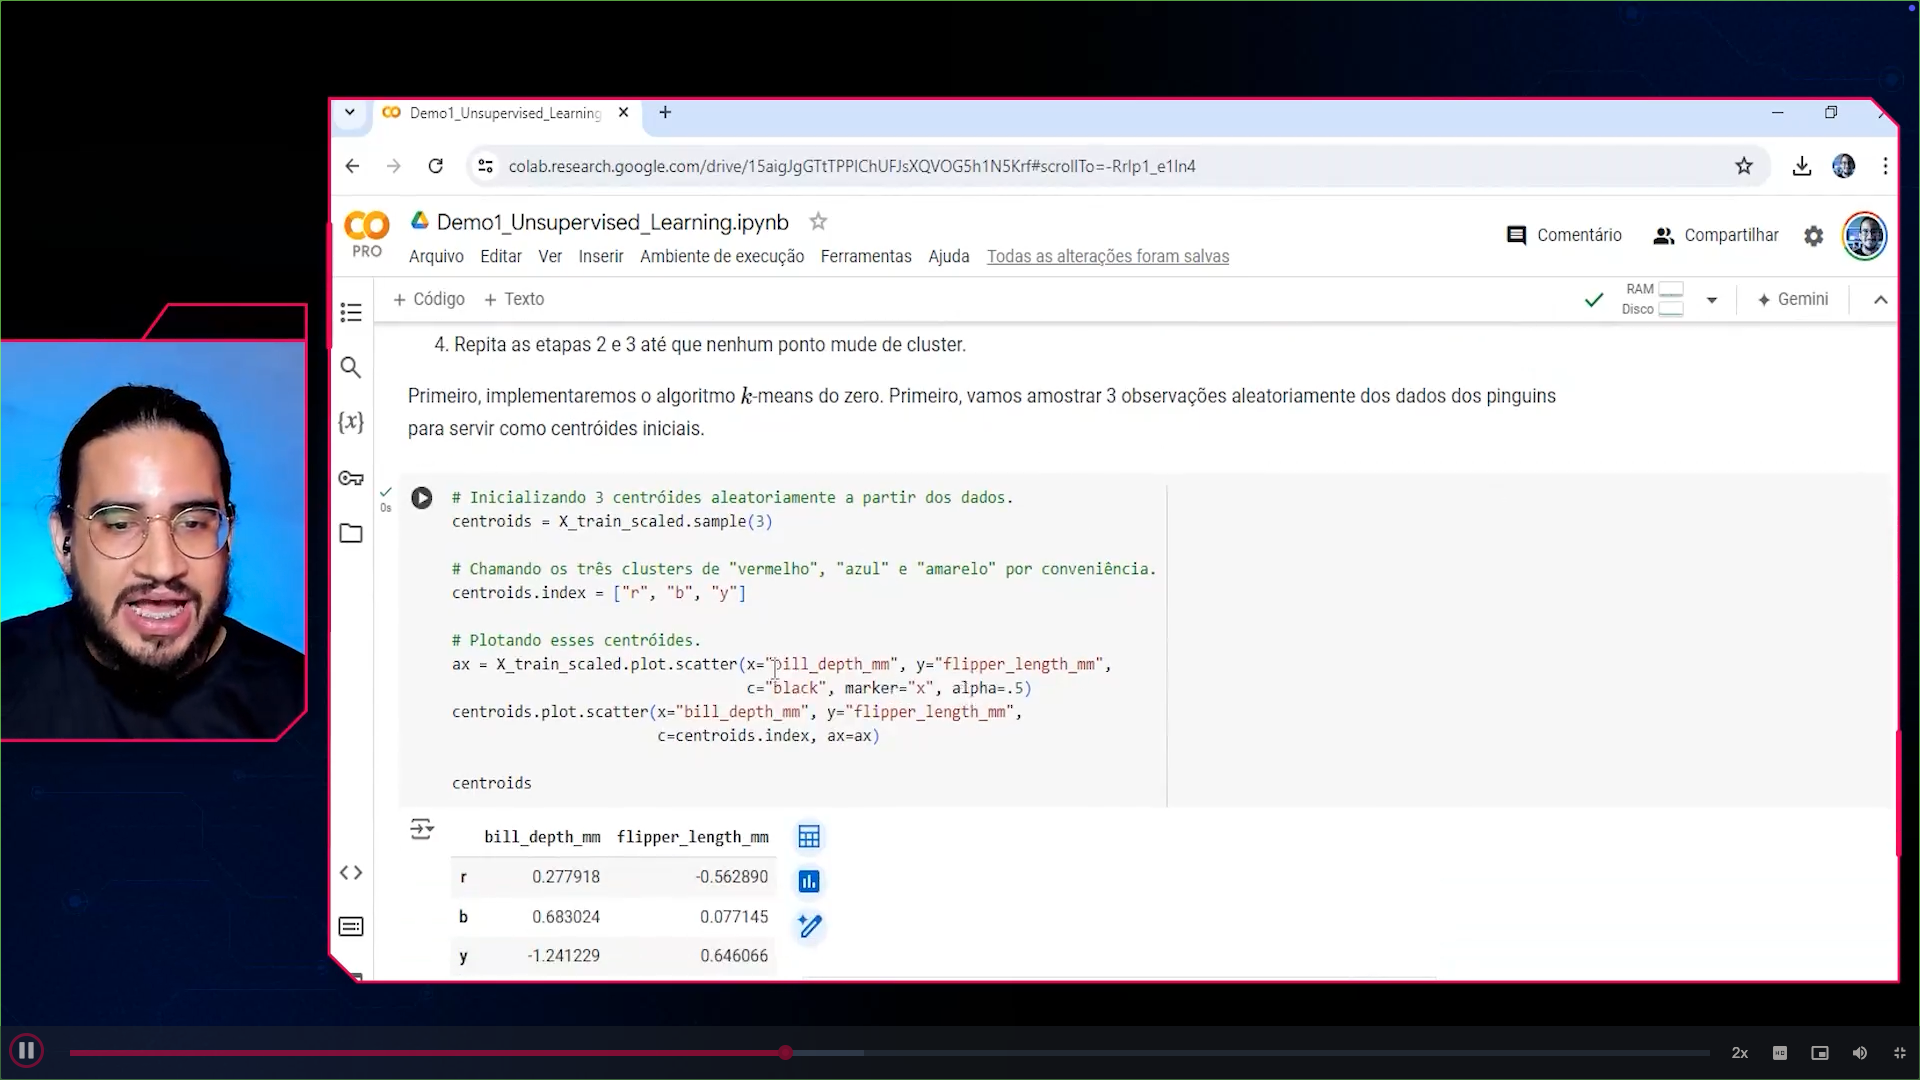 Demo1_Unsupervised_Learning
colab.research.google.com/drive/15aigJgGTtTPPIChUFJsXQVOG5h1N5Krf#scrollTo=-RrIp1_e1In4
CO
PRO
Demo1_Unsupervised_Learning.ipynb
Comentário
Compartilhar
Arquivo Editar Ver Inserir Ambiente de execução Ferramentas Ajuda Todas as alterações foram salvas
+ Código + Texto
RAM
Disco
Gemini
4. Repita as etapas 2 e 3 até que nenhum ponto mude de cluster.
Primeiro, implementaremos o algoritmo k-means do zero. Primeiro, vamos amostrar 3 observações aleatoriamente dos dados dos pinguins
para servir como centróides iniciais.
0s
# Inicializando 3 centróides aleatoriamente a partir dos dados.
centroids = X_train_scaled.sample(3)
# Chamando os três clusters de "vermelho", "azul" e "amarelo" por conveniência.
centroids.index = ["r", "b", "y"]
# Plotando esses centróides.
ax = X_train_scaled.plot.scatter(x="bill_depth_mm", y="flipper_length_mm",
c="black", marker="x", alpha=.5)
centroids.plot.scatter(x="bill_depth_mm", y="flipper_length_mm",
c=centroids.index, ax=ax)
centroids
bill_depth_mm flipper_length_mm
r 0.277918 -0.562890
b 0.683024 0.077145
y -1.241229 0.646066
2x